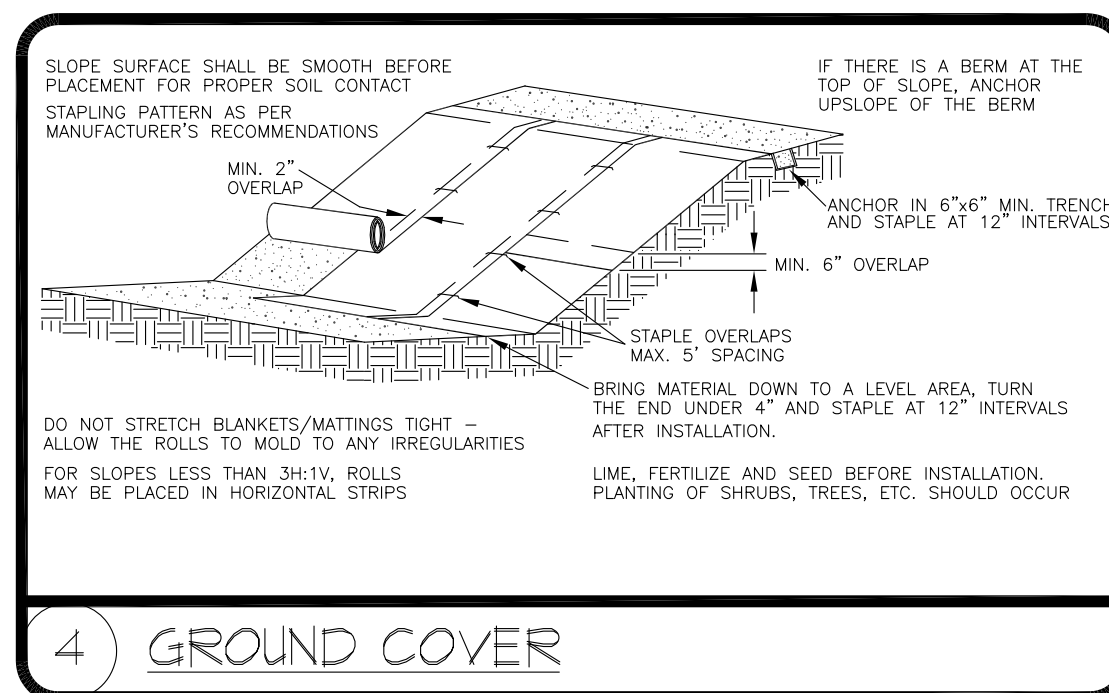 SLOPE SURFACE SHALL BE SMOOTH BEFORE
PLACEMENT FOR PROPER SOIL CONTACT
STAPLING PATTERN AS PER
MANUFACTURER'S RECOMMENDATIONS
MIN. 2”
OVERLAP
IF THERE IS A BERM AT THE
TOP OF SLOPE, ANCHOR
UPSLOPE OF THE BERM
ANCHOR IN 6”x6” MIN. TRENCH
AND STAPLE AT 12” INTERVALS
MIN. 6” OVERLAP
STAPLE OVERLAPS
MAX. 5' SPACING
BRING MATERIAL DOWN TO A LEVEL AREA, TURN
THE END UNDER 4” AND STAPLE AT 12” INTERVALS
AFTER INSTALLATION.
DO NOT STRETCH BLANKETS/MATTINGS TIGHT –
ALLOW THE ROLLS TO MOLD TO ANY IRREGULARITIES
FOR SLOPES LESS THAN 3H:1V, ROLLS
MAY BE PLACED IN HORIZONTAL STRIPS
LIME, FERTILIZE AND SEED BEFORE INSTALLATION.
PLANTING OF SHRUBS, TREES, ETC. SHOULD OCCUR
4 GROUND COVER